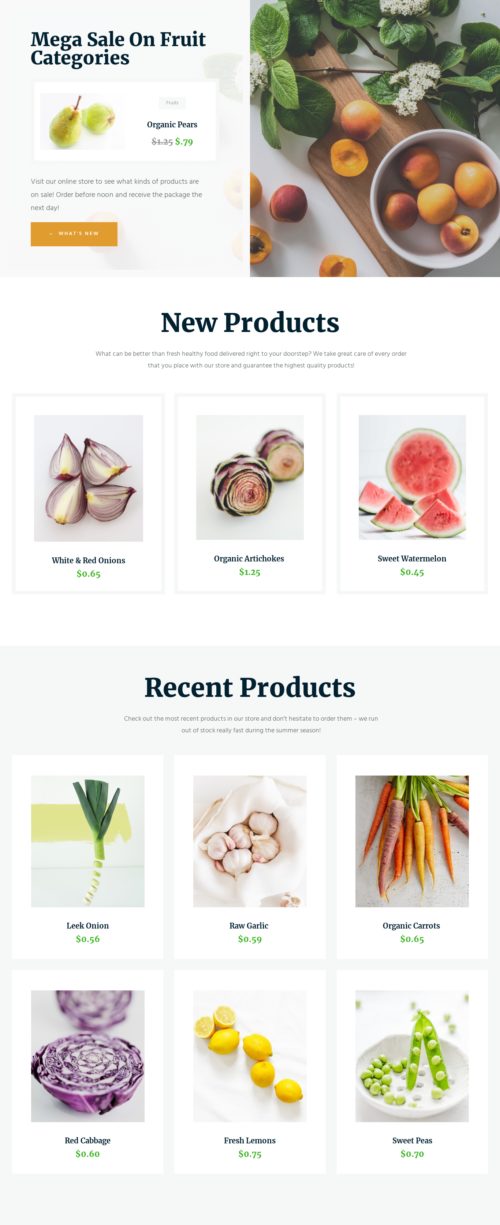 Mega Sale On Fruit
Categories
Fruits
Organic Pears
$1.25 $.79
Visit our online store to see what kinds of products are
on sale! Order before noon and receive the package the
next day!
← WHAT'S NEW
New Products
What can be better than fresh healthy food delivered right to your doorstep? We take great care of every order
that you place with our store and guarantee the highest quality products!
White & Red Onions
$0.65
Organic Artichokes
$1.25
Sweet Watermelon
$0.45
Recent Products
Check out the most recent products in our store and don't hesitate to order them – we run
out of stock really fast during the summer season!
Leek Onion
$0.56
Raw Garlic
$0.59
Organic Carrots
$0.65
Red Cabbage
$0.60
Fresh Lemons
$0.75
Sweet Peas
$0.70